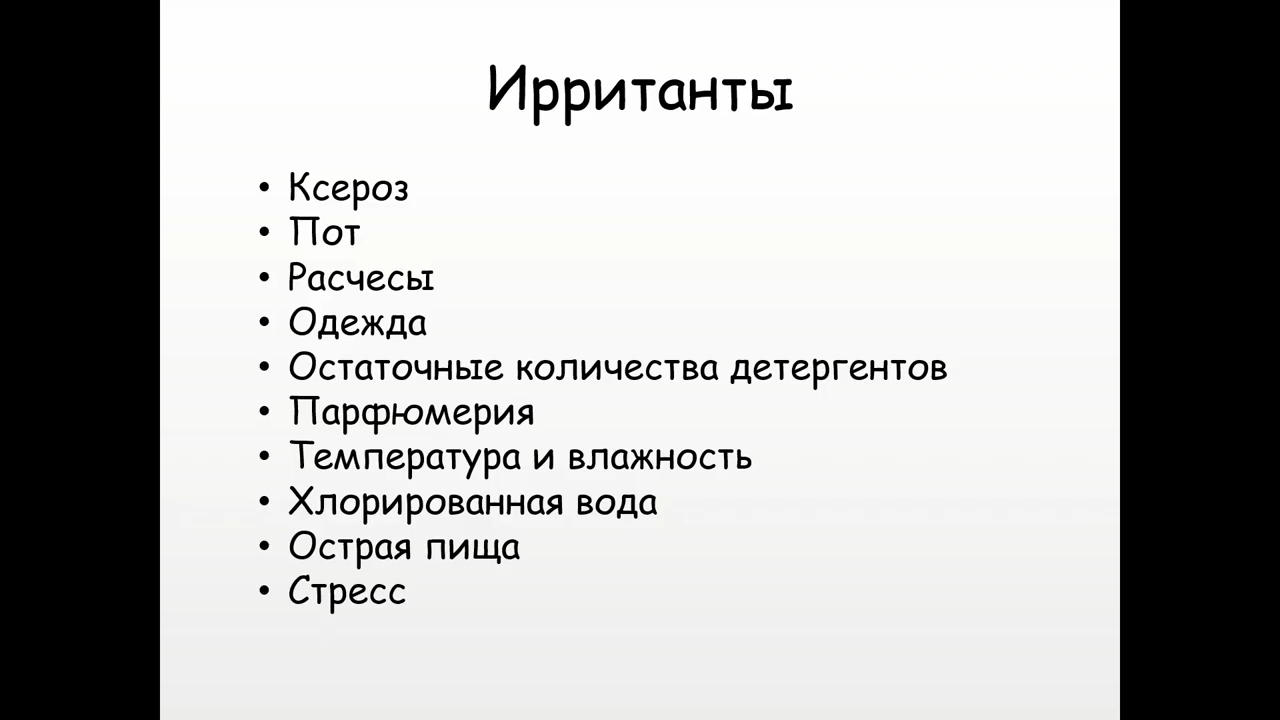 Ирританты
• Ксероз
• Пот
• Расчесы
• Одежда
• Остаточные количества детергентов
• Парфюмерия
• Температура и влажность
• Хлорированная вода
• Острая пища
• Стресс